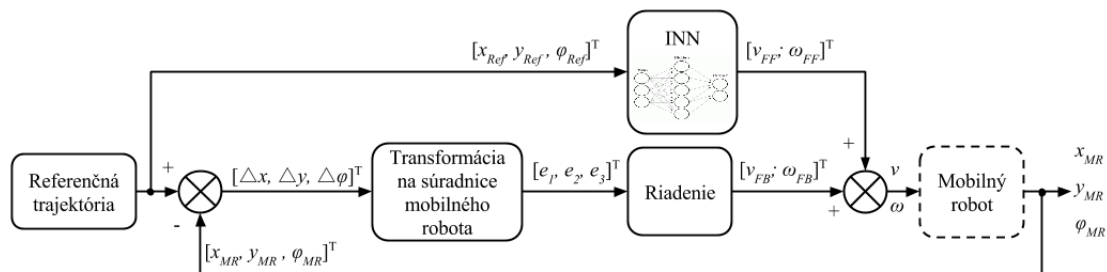 INN
[x_Ref, y_Ref, φ_Ref]^T
[v_FF; ω_FF]^T
Referenčná
trajektória
+
-
[△x, △y, △φ]^T
Transformácia
na súradnice
mobilného
robota
[e_1, e_2, e_3]^T
Riadenie
[v_FB; ω_FB]^T
+
+
v
ω
Mobilný
robot
x_MR
y_MR
φ_MR
[x_MR, y_MR, φ_MR]^T